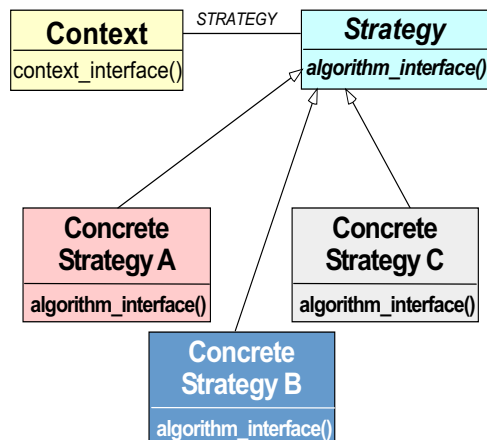 Context
context_interface()
STRATEGY
Strategy
algorithm_interface()
Concrete
Strategy A
algorithm_interface()
Concrete
Strategy C
algorithm_interface()
Concrete
Strategy B
algorithm_interface()